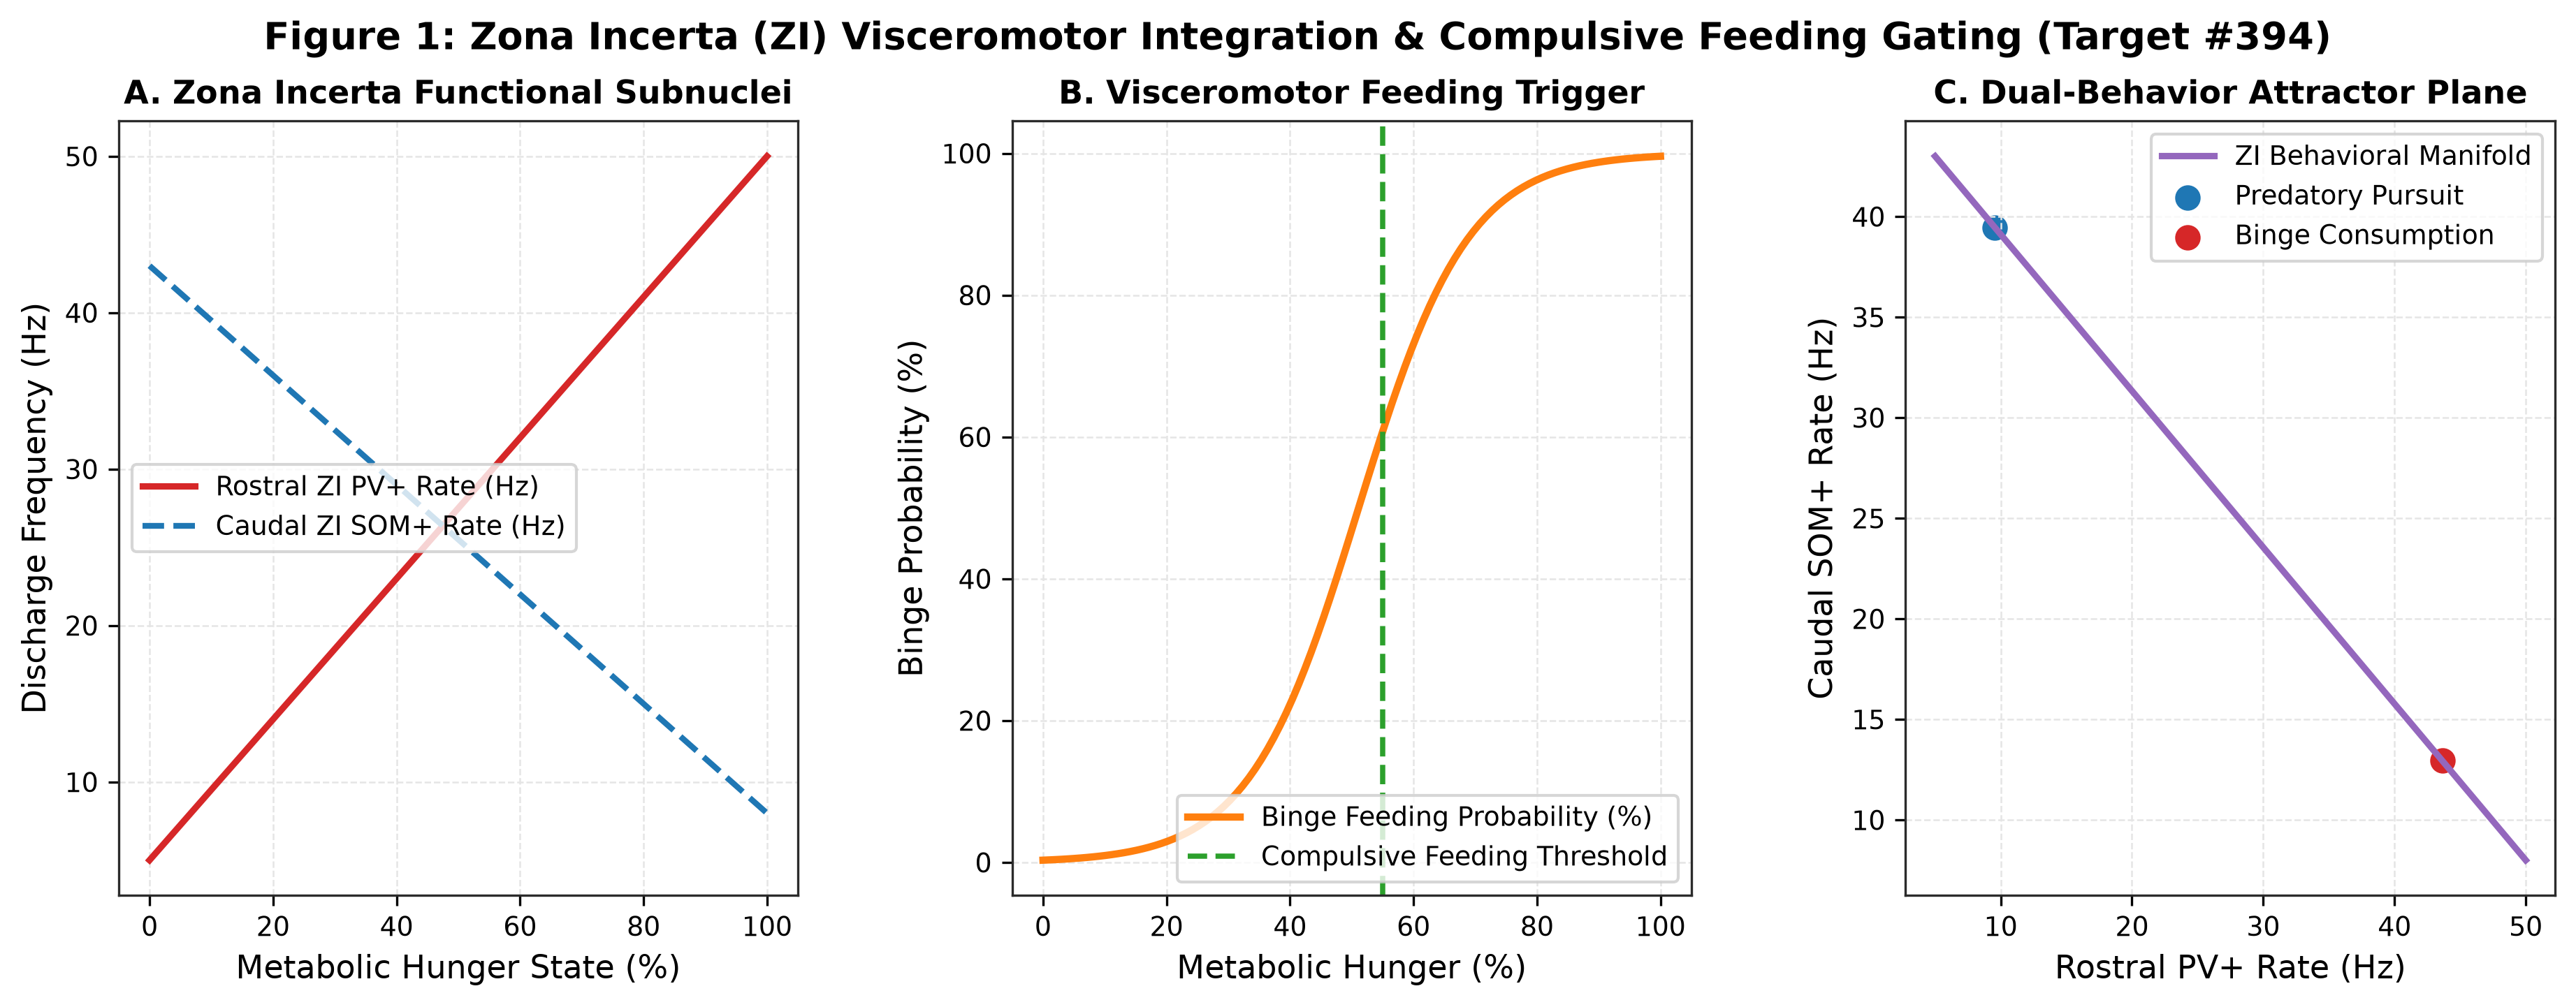 Figure 1: Zona Incerta (ZI) Visceromotor Integration & Compulsive Feeding Gating (Target #394)
A. Zona Incerta Functional Subnuclei
50
40
30
20
10
Discharge Frequency (Hz)
Rostral ZI PV+ Rate (Hz)
Caudal ZI SOM+ Rate (Hz)
0 20 40 60 80 100
Metabolic Hunger State (%)
B. Visceromotor Feeding Trigger
100
80
60
40
20
0
Binge Probability (%)
Binge Feeding Probability (%)
Compulsive Feeding Threshold
0 20 40 60 80 100
Metabolic Hunger (%)
C. Dual-Behavior Attractor Plane
ZI Behavioral Manifold
Predatory Pursuit
Binge Consumption
40
35
30
25
20
15
10
Caudal SOM+ Rate (Hz)
10 20 30 40 50
Rostral PV+ Rate (Hz)